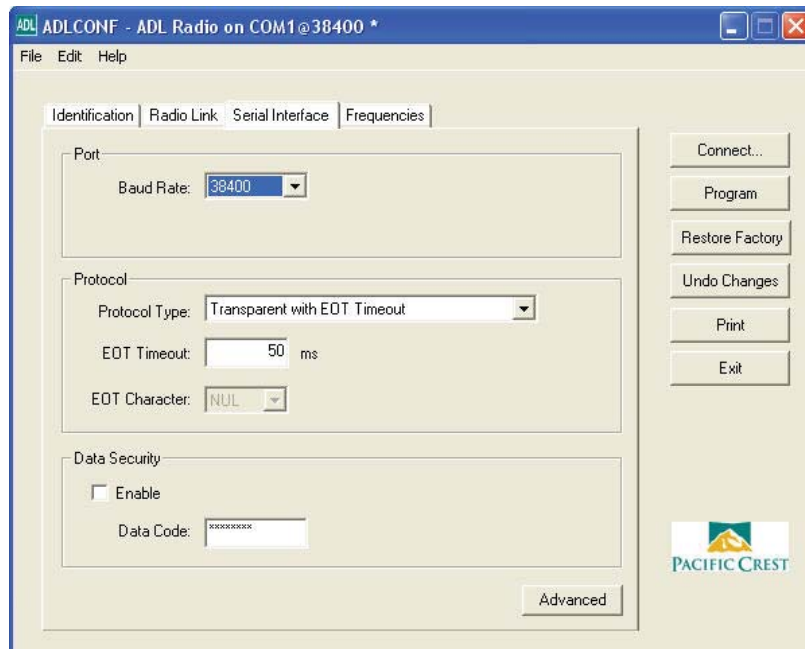 ADL ADLCONF - ADL Radio on COM1@38400 *
File Edit Help
Identification Radio Link Serial Interface Frequencies
Port
Baud Rate: 38400
Protocol
Protocol Type: Transparent with EOT Timeout
EOT Timeout: 50 ms
EOT Character: NUL
Data Security
Enable
Data Code: ********
Advanced
Connect...
Program
Restore Factory
Undo Changes
Print
Exit
PACIFIC CREST